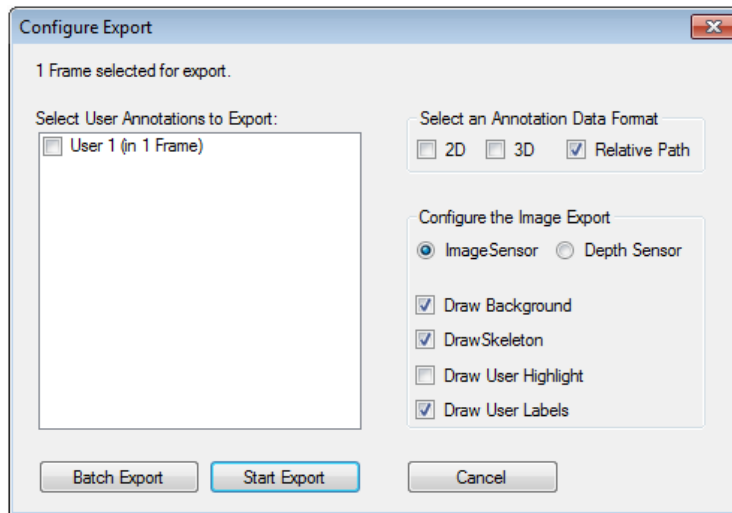 Configure Export
1 Frame selected for export.
Select User Annotations to Export:
User 1 (in 1 Frame)
Select an Annotation Data Format
2D 3D Relative Path
Configure the Image Export
ImageSensor Depth Sensor
Draw Background
DrawSkeleton
Draw User Highlight
Draw User Labels
Batch Export Start Export Cancel